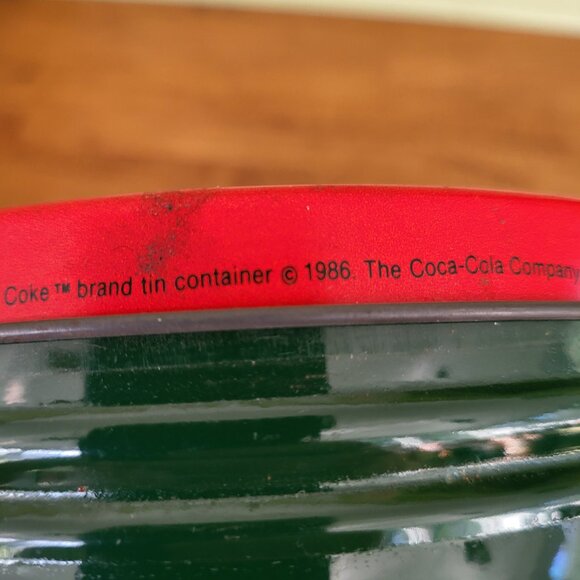 Coke™ brand tin container © 1986. The Coca-Cola Company